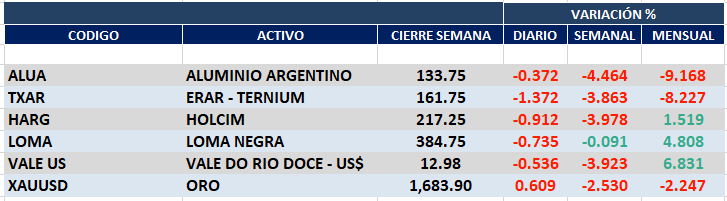 VARIACIÓN %
CODIGO ACTIVO CIERRE SEMANA DIARIO SEMANAL MENSUAL
ALUA ALUMINIO ARGENTINO 133.75 -0.372 -4.464 -9.168
TXAR ERAR - TERNIUM 161.75 -1.372 -3.863 -8.227
HARG HOLCIM 217.25 -0.912 -3.978 1.519
LOMA LOMA NEGRA 384.75 -0.735 -0.091 4.808
VALE US VALE DO RIO DOCE - US$ 12.98 -0.536 -3.923 6.831
XAUUSD ORO 1,683.90 0.609 -2.530 -2.247